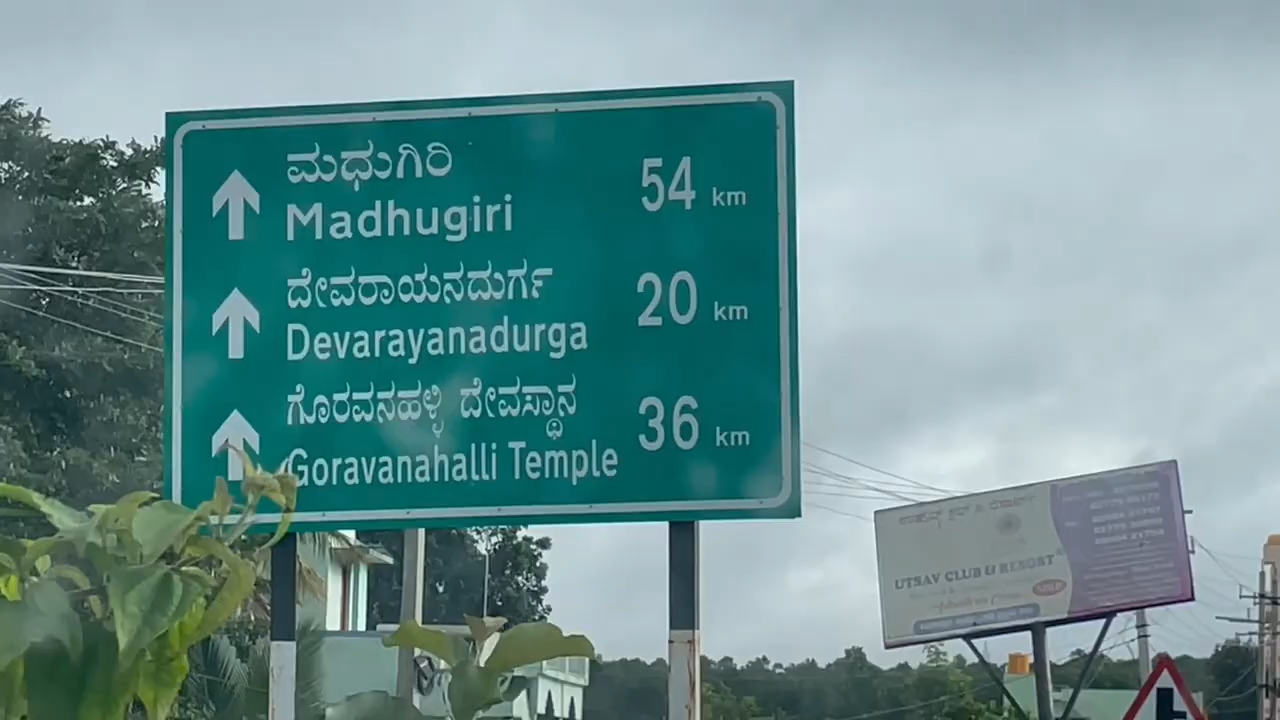 ಮಧುಗಿರಿ
Madhugiri
54 km
ದೇವರಾಯನದುರ್ಗ
Devarayanadurga
20 km
ಗೊರವನಹಳ್ಳಿ ದೇವಸ್ಥಾನ
Goravanahalli Temple
36 km
UTSAV CLUB & RESORT